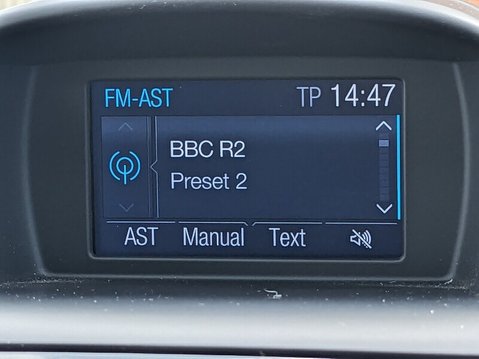 FM-AST TP 14:47
BBC R2
Preset 2
AST Manual Text